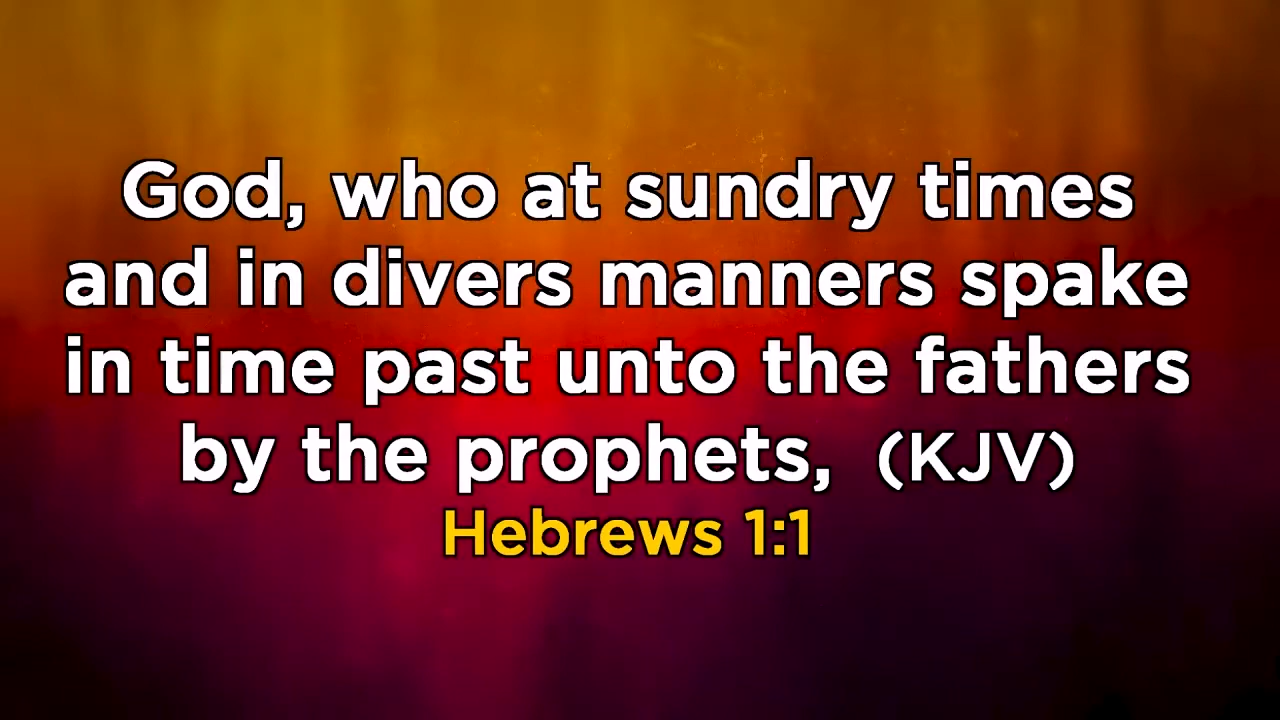 God, who at sundry times
and in divers manners spake
in time past unto the fathers
by the prophets, (KJV)
Hebrews 1:1